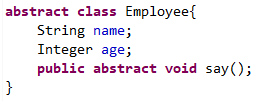 abstract class Employee{
    String name;
    Integer age;
    public abstract void say();
}